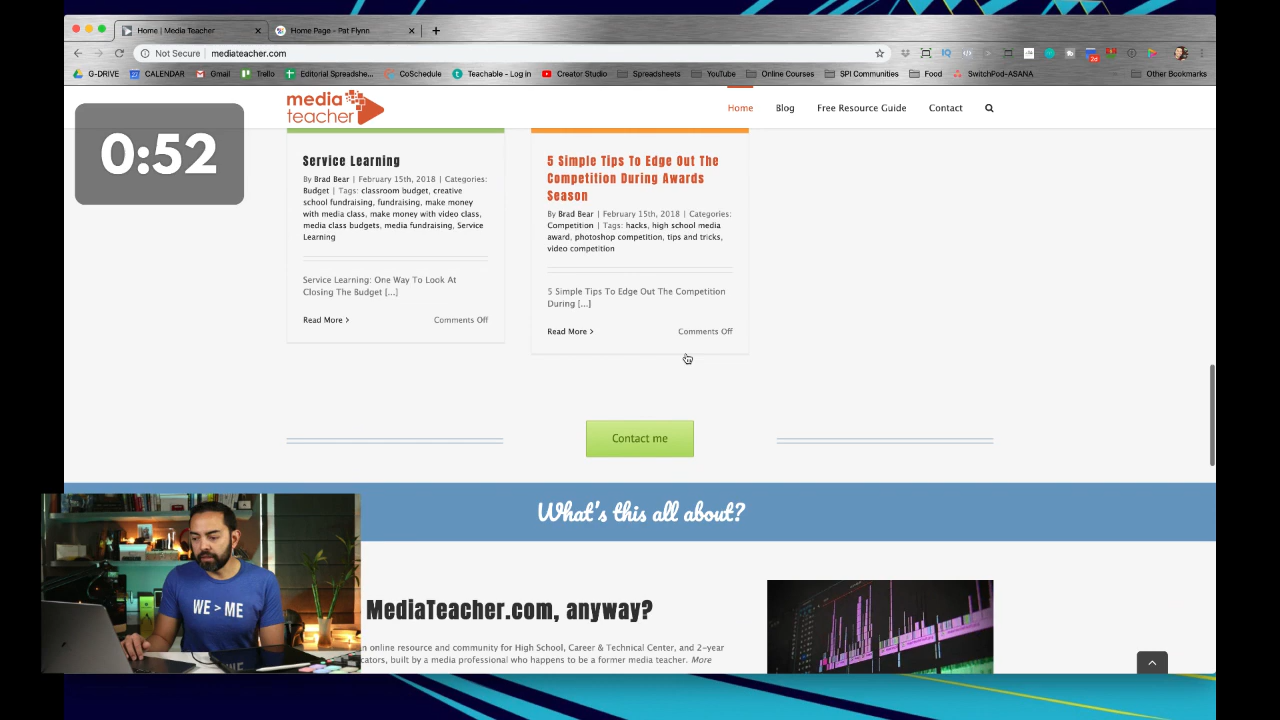 Home | Media Teacher
Home Page - Pat Flynn
Not Secure | mediateacher.com
G-DRIVE CALENDAR Gmail Trello Editorial Spreadshe... CoSchedule Teachable - Log in Creator Studio Spreadsheets YouTube Online Courses SPI Communities Food SwitchPod-ASANA Other Bookmarks
media
teacher
Home Blog Free Resource Guide Contact
0:52
Service Learning
By Brad Bear | February 15th, 2018 | Categories:
Budget | Tags: classroom budget, creative
school fundraising, fundraising, make money
with media class, make money with video class,
media class budgets, media fundraising, Service
Learning
Service Learning: One Way To Look At
Closing The Budget [...]
Read More > Comments Off
5 Simple Tips To Edge Out The
Competition During Awards
Season
By Brad Bear | February 15th, 2018 | Categories:
Competition | Tags: hacks, high school media
award, photoshop competition, tips and tricks,
video competition
5 Simple Tips To Edge Out The Competition
During [...]
Read More > Comments Off
Contact me
What's this all about?
MediaTeacher.com, anyway?
n online resource and community for High School, Career & Technical Center, and 2-year
cators, built by a media professional who happens to be a former media teacher. More
WE > ME